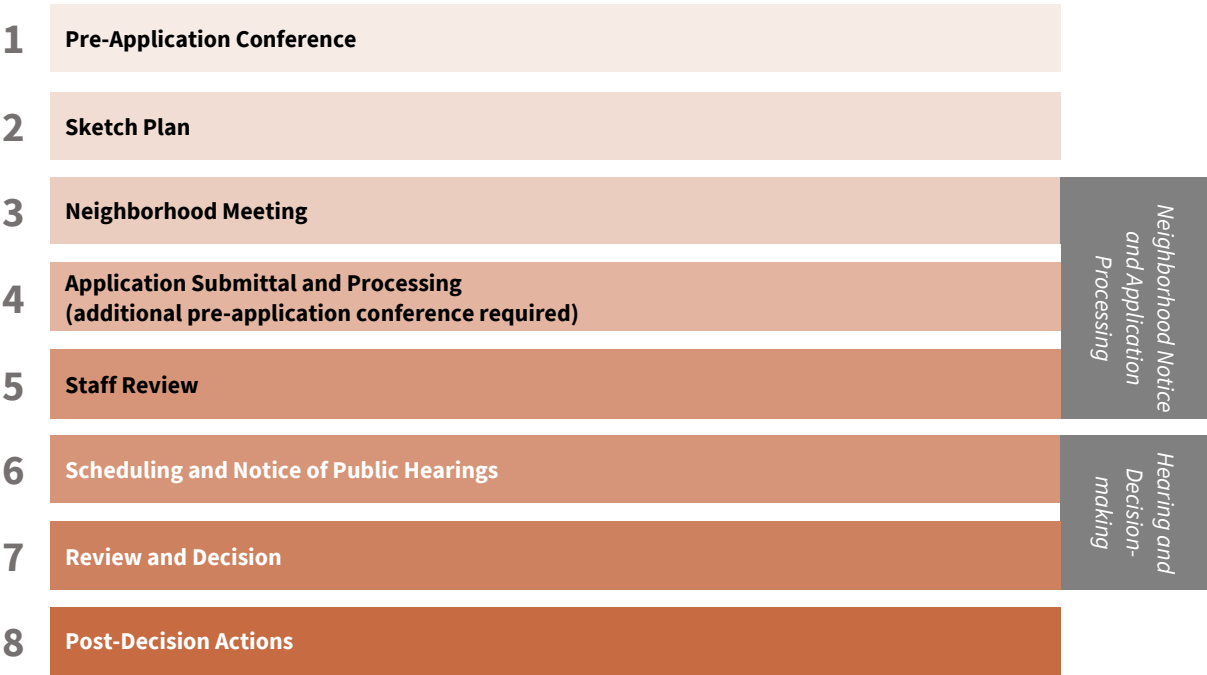 1
Pre-Application Conference
2
Sketch Plan
3
Neighborhood Meeting
4
Application Submittal and Processing
(additional pre-application conference required)
5
Staff Review
Neighborhood Notice
and Application
Processing
6
Scheduling and Notice of Public Hearings
7
Review and Decision
Hearing and
Decision-
making
8
Post-Decision Actions